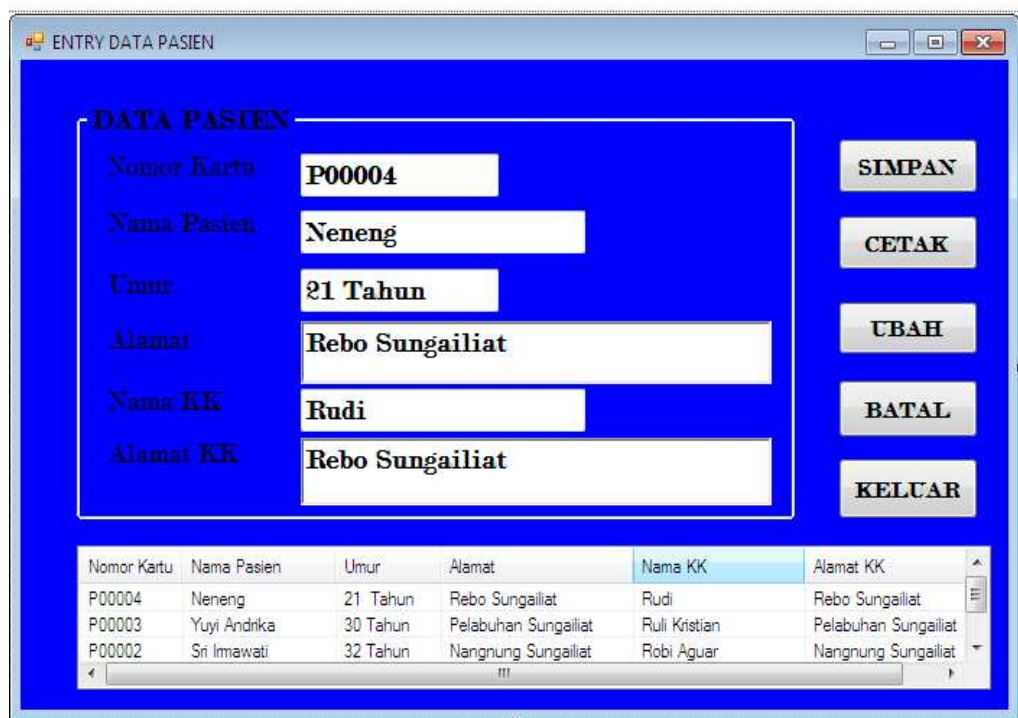 ENTRY DATA PASIEN
DATA PASIEN
Nomor Kartu P00004
Nama Pasien Neneng
Umur 21 Tahun
Alamat Rebo Sungailiat
Nama KK Rudi
Alamat KK Rebo Sungailiat
SIMPAN
CETAK
UBAH
BATAL
KELUAR
Nomor Kartu Nama Pasien Umur Alamat Nama KK Alamat KK
P00004 Neneng 21 Tahun Rebo Sungailiat Rudi Rebo Sungailiat
P00003 Yuyi Andrika 30 Tahun Pelabuhan Sungailiat Ruli Kristian Pelabuhan Sungailiat
P00002 Sri Irnawati 32 Tahun Nangnung Sungailiat Robi Aguar Nangnung Sungailiat